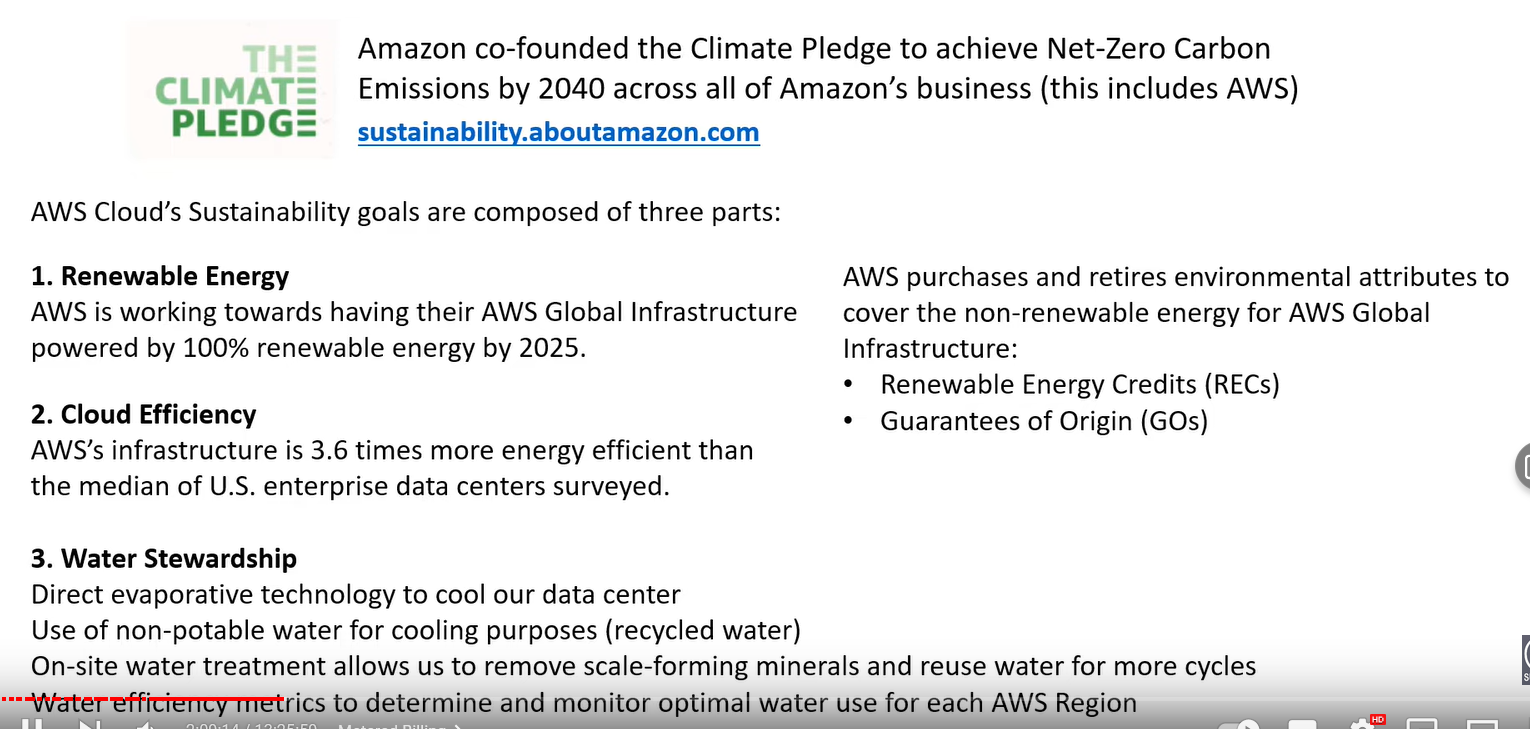 THE
CLIMATE
PLEDGE
Amazon co-founded the Climate Pledge to achieve Net-Zero Carbon
Emissions by 2040 across all of Amazon's business (this includes AWS)
sustainability.aboutamazon.com
AWS Cloud's Sustainability goals are composed of three parts:
1. Renewable Energy
AWS is working towards having their AWS Global Infrastructure
powered by 100% renewable energy by 2025.
2. Cloud Efficiency
AWS's infrastructure is 3.6 times more energy efficient than
the median of U.S. enterprise data centers surveyed.
3. Water Stewardship
Direct evaporative technology to cool our data center
Use of non-potable water for cooling purposes (recycled water)
On-site water treatment allows us to remove scale-forming minerals and reuse water for more cycles
Water efficiency metrics to determine and monitor optimal water use for each AWS Region
AWS purchases and retires environmental attributes to
cover the non-renewable energy for AWS Global
Infrastructure:
• Renewable Energy Credits (RECs)
• Guarantees of Origin (GOs)
Metered Billing
HD